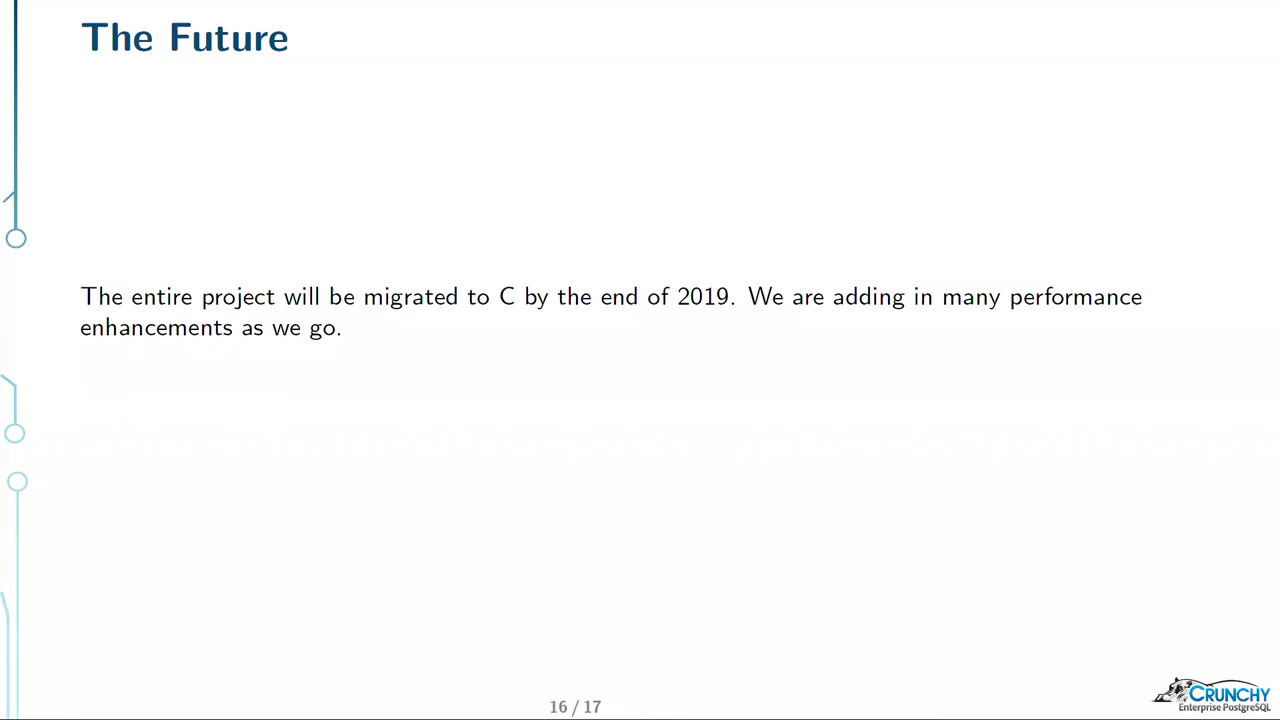 The Future
The entire project will be migrated to C by the end of 2019. We are adding in many performance
enhancements as we go.
16 / 17
CRUNCHY
Enterprise PostgreSQL